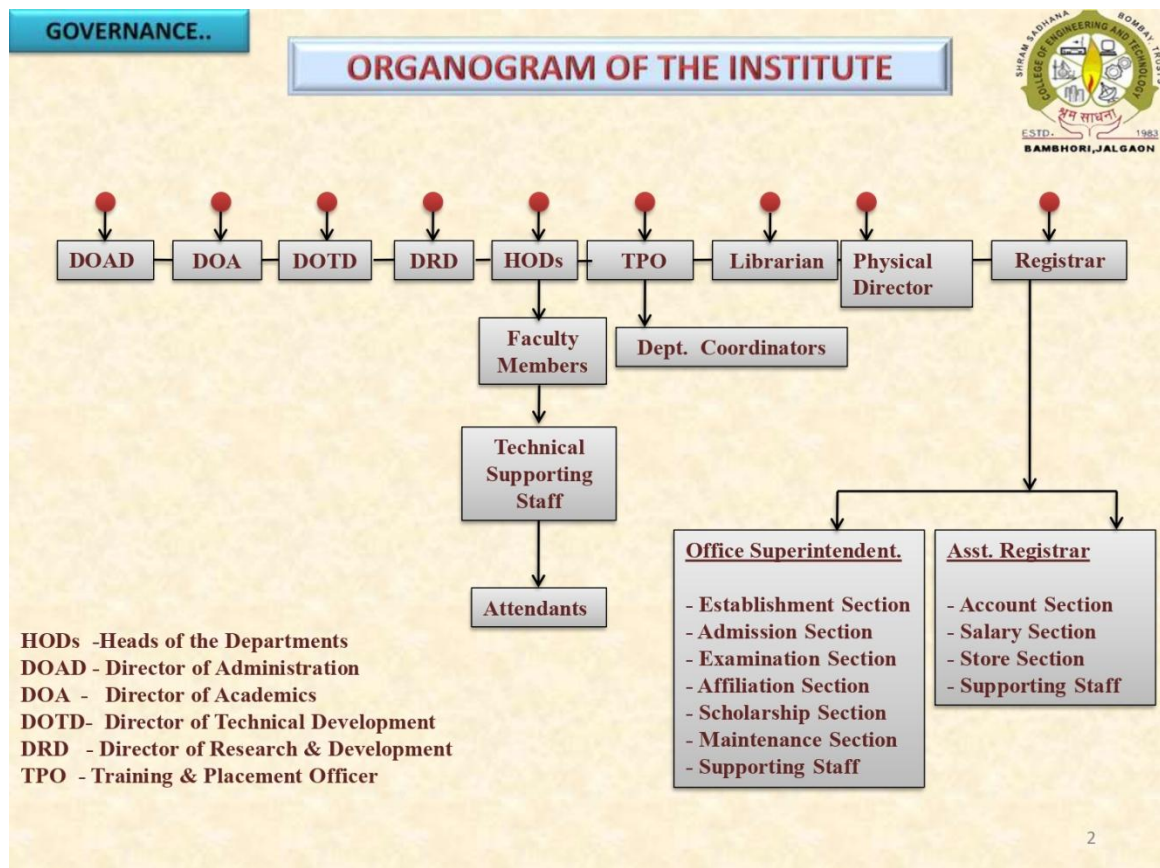 GOVERNANCE..
ORGANOGRAM OF THE INSTITUTE
SHRAM SADHANA BOMBAY, TRUST'S
COLLEGE OF ENGINEERING AND TECHNOLOGY
श्रम साधना
ESTD. 1983
BAMBHORI,JALGAON
DOAD
DOA
DOTD
DRD
HODs
TPO
Librarian
Physical
Director
Registrar
Faculty
Members
Dept. Coordinators
Technical
Supporting
Staff
Attendants
Office Superintendent.
- Establishment Section
- Admission Section
- Examination Section
- Affiliation Section
- Scholarship Section
- Maintenance Section
- Supporting Staff
Asst. Registrar
- Account Section
- Salary Section
- Store Section
- Supporting Staff
HODs -Heads of the Departments
DOAD - Director of Administration
DOA - Director of Academics
DOTD- Director of Technical Development
DRD - Director of Research & Development
TPO - Training & Placement Officer
2